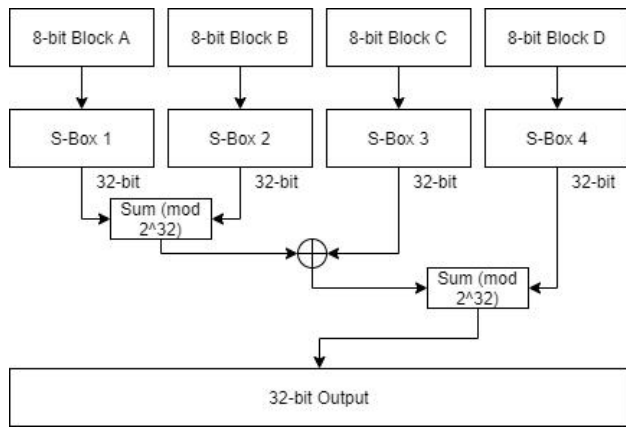 8-bit Block A
8-bit Block B
8-bit Block C
8-bit Block D
S-Box 1
S-Box 2
S-Box 3
S-Box 4
32-bit
32-bit
32-bit
32-bit
Sum (mod
2^32)
Sum (mod
2^32)
32-bit Output